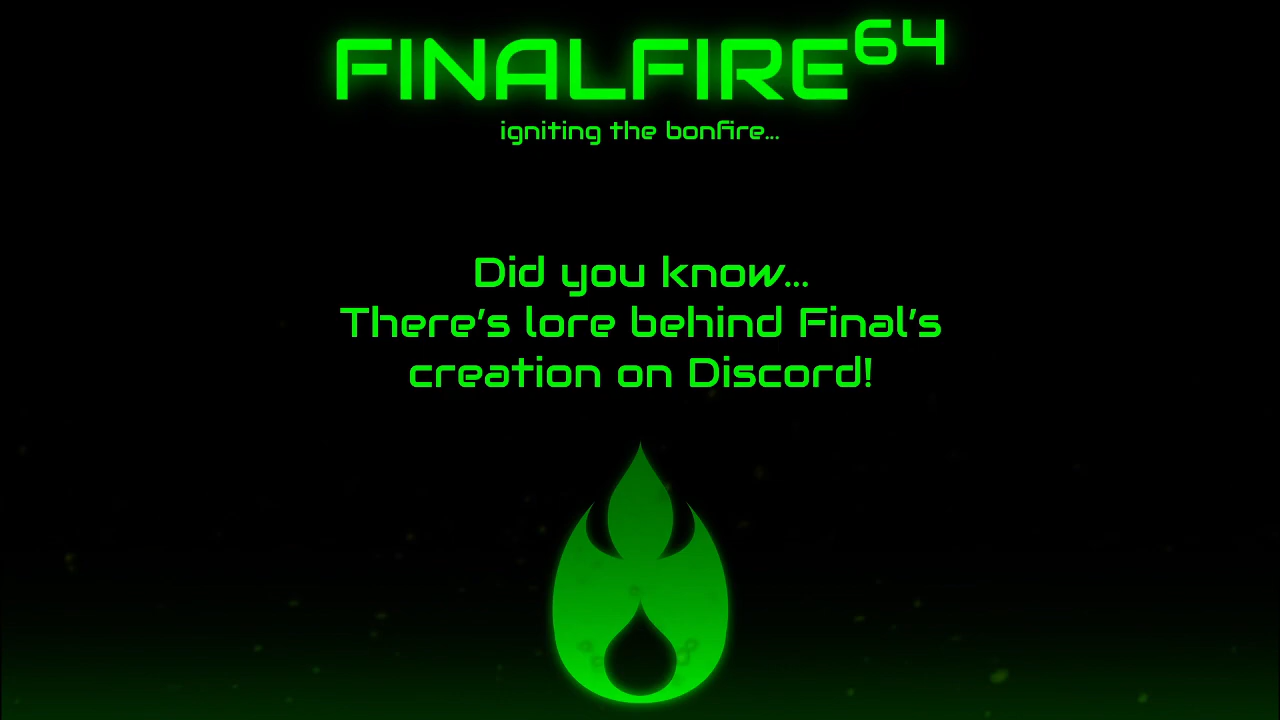 FINALFIRE64
igniting the bonfire...
Did you know...
There's lore behind Final's
creation on Discord!